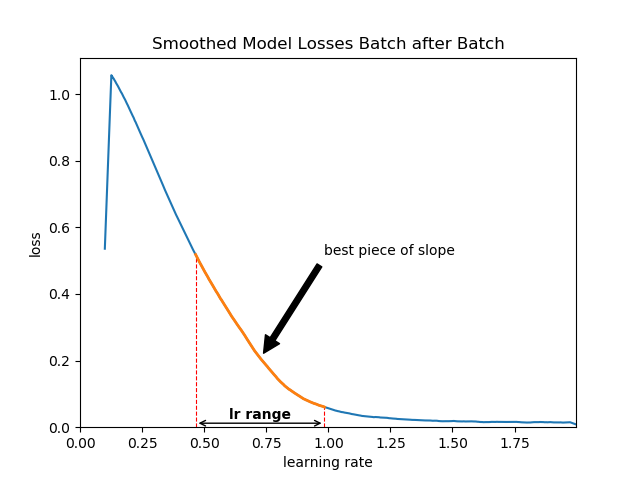 Smoothed Model Losses Batch after Batch
1.0
0.8
0.6
0.4
0.2
0.0
loss
best piece of slope
lr range
0.00 0.25 0.50 0.75 1.00 1.25 1.50 1.75
learning rate